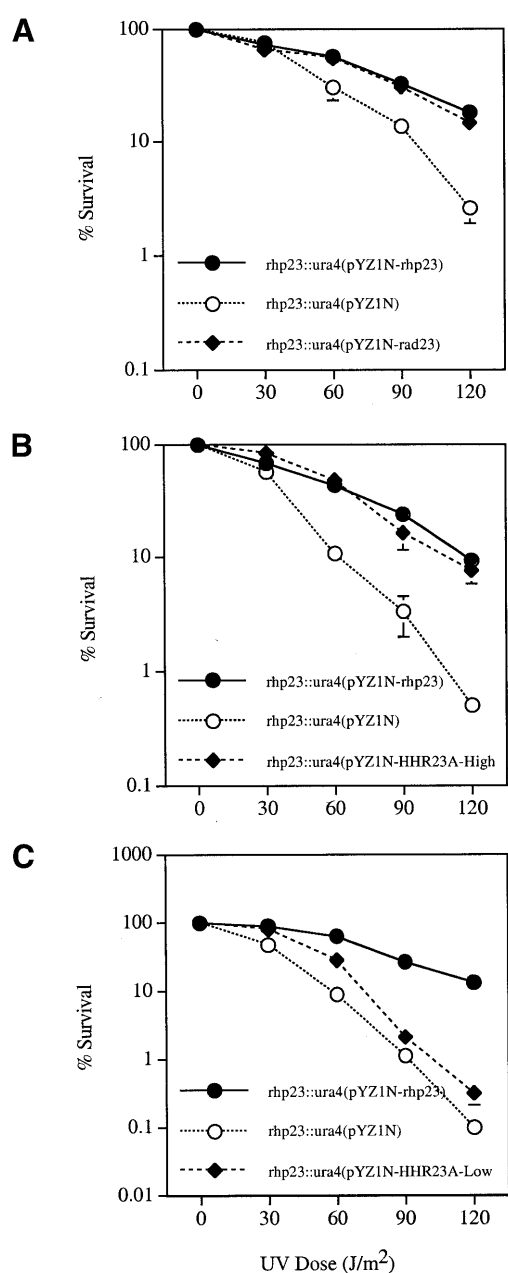 A
100
10
1
0.1
% Survival
rhp23::ura4(pYZ1N-rhp23)
rhp23::ura4(pYZ1N)
rhp23::ura4(pYZ1N-rad23)
0 30 60 90 120
B
100
10
1
0.1
% Survival
rhp23::ura4(pYZ1N-rhp23)
rhp23::ura4(pYZ1N)
rhp23::ura4(pYZ1N-HHR23A-High
0 30 60 90 120
C
1000
100
10
1
0.1
0.01
% Survival
rhp23::ura4(pYZ1N-rhp23)
rhp23::ura4(pYZ1N)
rhp23::ura4(pYZ1N-HHR23A-Low
0 30 60 90 120
UV Dose (J/m2)